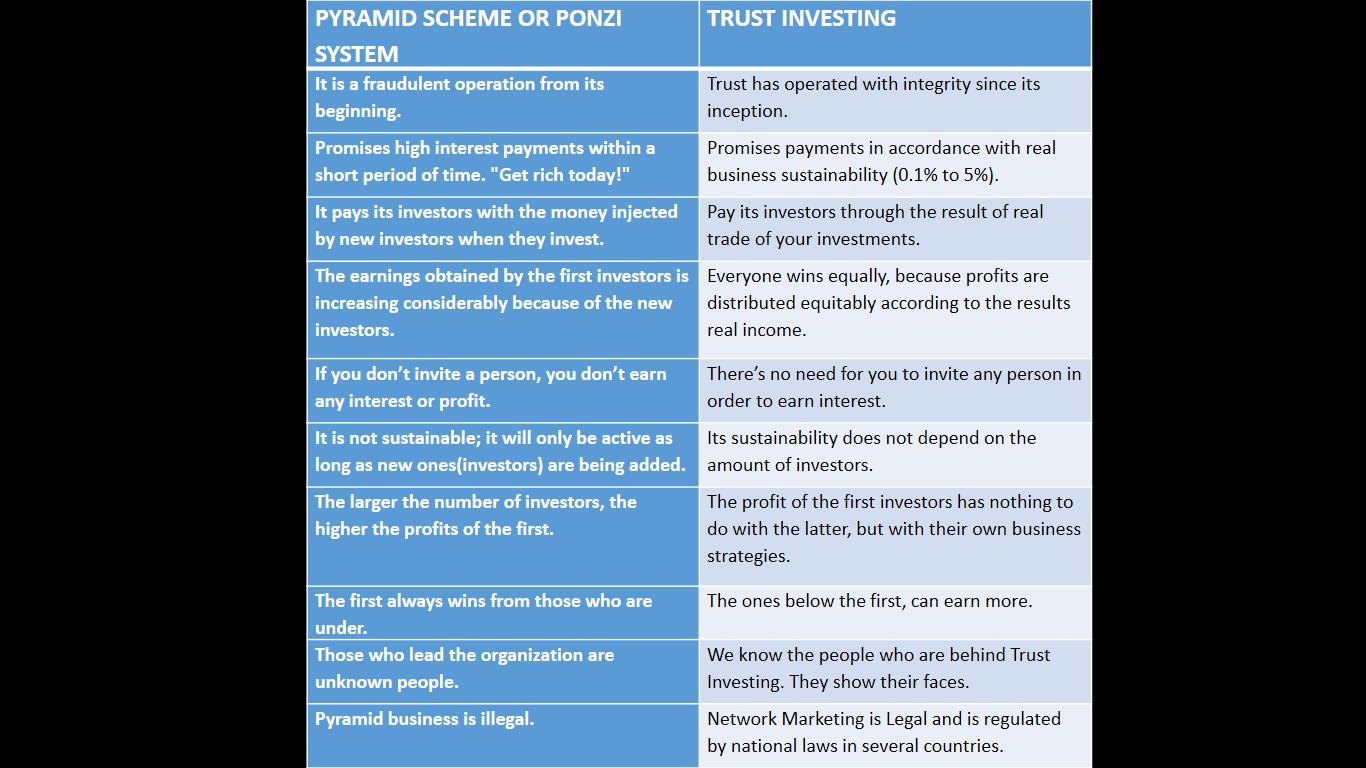 PYRAMID SCHEME OR PONZI
SYSTEM
TRUST INVESTING
It is a fraudulent operation from its
beginning.
Trust has operated with integrity since its
inception.
Promises high interest payments within a
short period of time. "Get rich today!"
Promises payments in accordance with real
business sustainability (0.1% to 5%).
It pays its investors with the money injected
by new investors when they invest.
Pay its investors through the result of real
trade of your investments.
The earnings obtained by the first investors is
increasing considerably because of the new
investors.
Everyone wins equally, because profits are
distributed equitably according to the results
real income.
If you don’t invite a person, you don’t earn
any interest or profit.
There’s no need for you to invite any person in
order to earn interest.
It is not sustainable; it will only be active as
long as new ones(investors) are being added.
Its sustainability does not depend on the
amount of investors.
The larger the number of investors, the
higher the profits of the first.
The profit of the first investors has nothing to
do with the latter, but with their own business
strategies.
The first always wins from those who are
under.
The ones below the first, can earn more.
Those who lead the organization are
unknown people.
We know the people who are behind Trust
Investing. They show their faces.
Pyramid business is illegal.
Network Marketing is Legal and is regulated
by national laws in several countries.